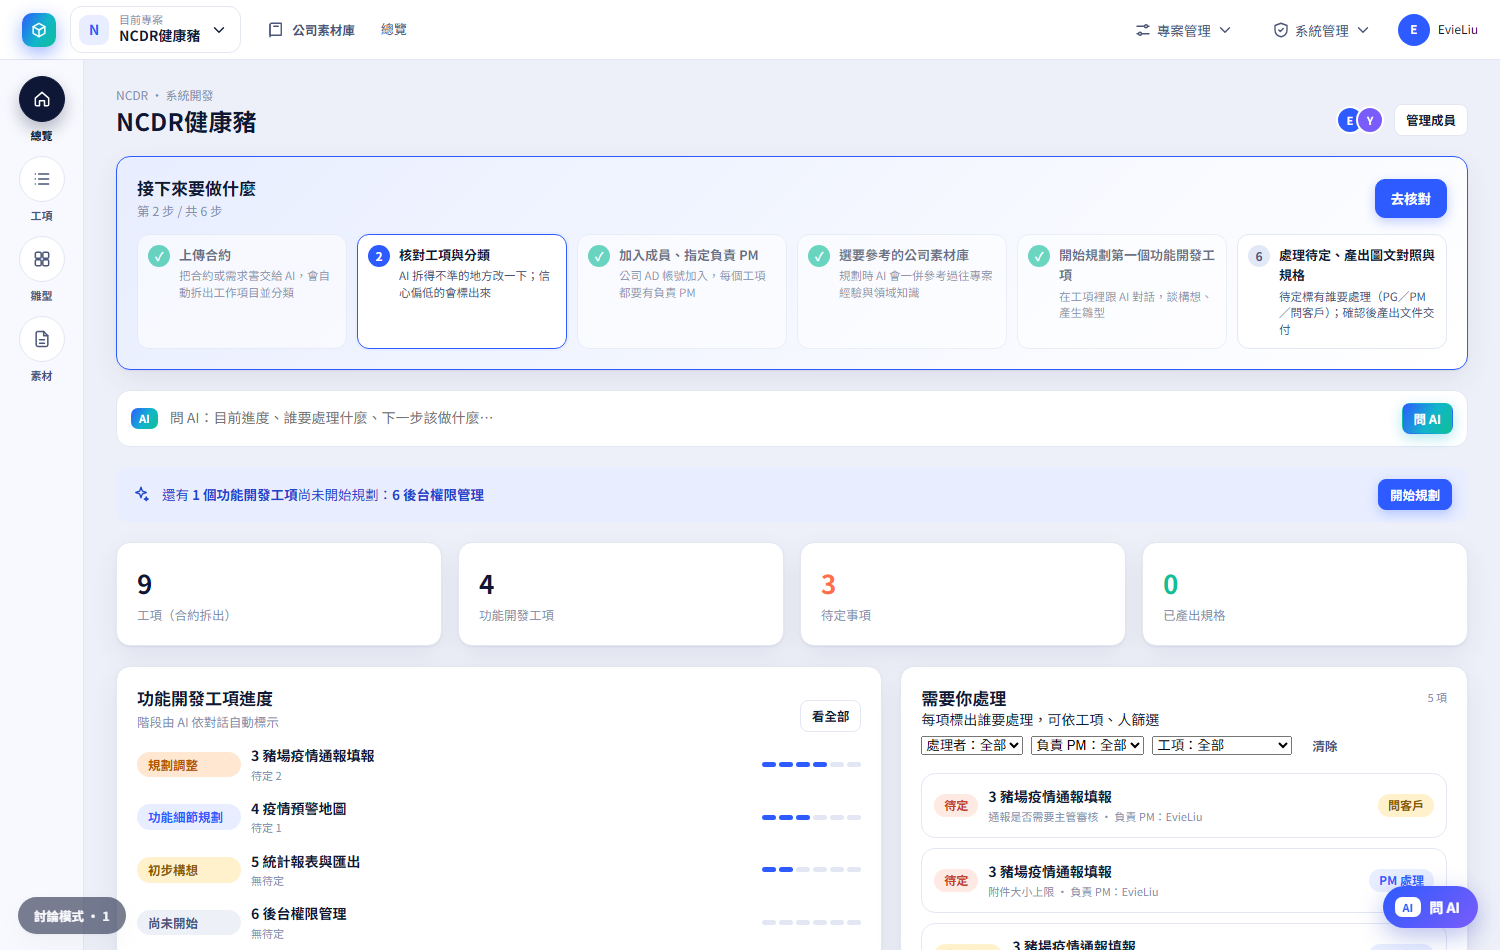 N
目前專案
NCDR健康豬
公司素材庫
總覽
專案管理
系統管理
E
EvieLiu
總覽
工項
雛型
素材
NCDR • 系統開發
NCDR健康豬
E
Y
管理成員
接下來要做什麼
第 2 步 / 共 6 步
去核對
上傳合約
把合約或需求書交給 AI，會自
動拆出工作項目並分類
2
核對工項與分類
AI 拆得不準的地方改一下；信
心偏低的會標出來
加入成員、指定負責 PM
公司 AD 帳號加入，每個工項
都要有負責 PM
選要參考的公司素材庫
規劃時 AI 會一併參考過往專案
經驗與領域知識
開始規劃第一個功能開發工
項
在工項裡跟 AI 對話，談構想、
產生雛型
6
處理待定、產出圖文對照與
規格
待定標有誰要處理（PG／PM
／問客戶）；確認後產出文件交
付
AI
問 AI：目前進度、誰要處理什麼、下一步該做什麼…
問 AI
還有 1 個功能開發工項尚未開始規劃：6 後台權限管理
開始規劃
9
工項（合約拆出）
4
功能開發工項
3
待定事項
0
已產出規格
功能開發工項進度
階段由 AI 依對話自動標示
看全部
規劃調整
3 豬場疫情通報填報
待定 2
功能細節規劃
4 疫情預警地圖
待定 1
初步構想
5 統計報表與匯出
無待定
尚未開始
6 後台權限管理
無待定
需要你處理
5 項
每項標出誰要處理，可依工項、人篩選
處理者：全部
負責 PM：全部
工項：全部
清除
待定
3 豬場疫情通報填報
通報是否需要主管審核 • 負責 PM：EvieLiu
問客戶
待定
3 豬場疫情通報填報
附件大小上限 • 負責 PM：EvieLiu
PM 處理
3 豬場疫情通報填報
討論模式 • 1
AI
問 AI